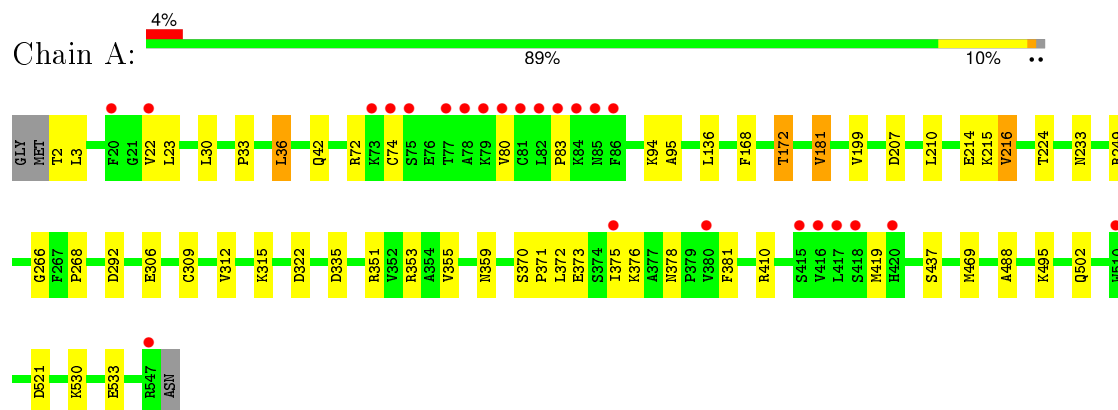 4%
Chain A:
89%
10%
GLY MET T2 L3 F20 G21 V22 L23 L30 P33 L36 Q42 R72 K73 C74 S75 E76 T77 A78 K79 V80 C81 L82 P83 K84 N85 F86 K94 A95 L136 F168 T172 V181 V199 D207 L210 E214 K215 V216 T224 N233
G266 F267 P268 D292 E306 C309 V312 K315 D322 D335 R351 V352 R353 A354 V355 N359 S370 P371 L372 E373 S374 I375 K376 A377 N378 P379 V380 F381 R410 S415 V416 L417 S418 M419 H420 S437 M469 A488 K495 Q502
D521 K530 E533 R547 ASN